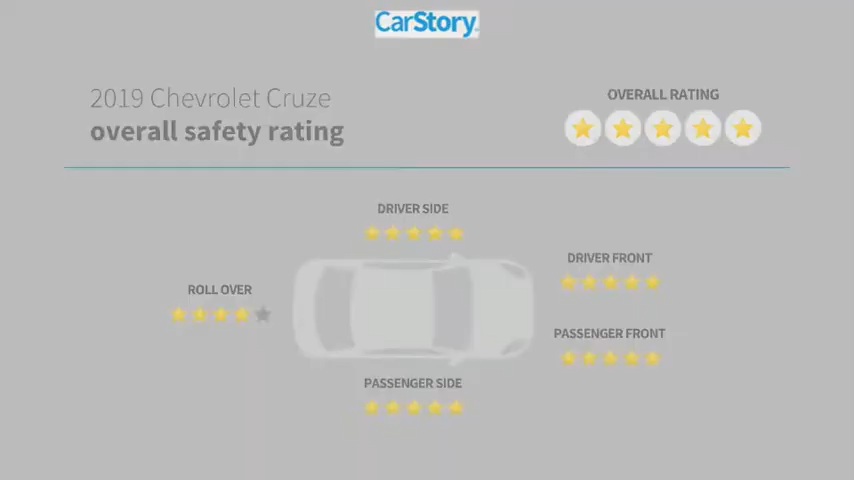 CarStory
2019 Chevrolet Cruze
overall safety rating
OVERALL RATING
DRIVER SIDE
DRIVER FRONT
ROLL OVER
PASSENGER FRONT
PASSENGER SIDE